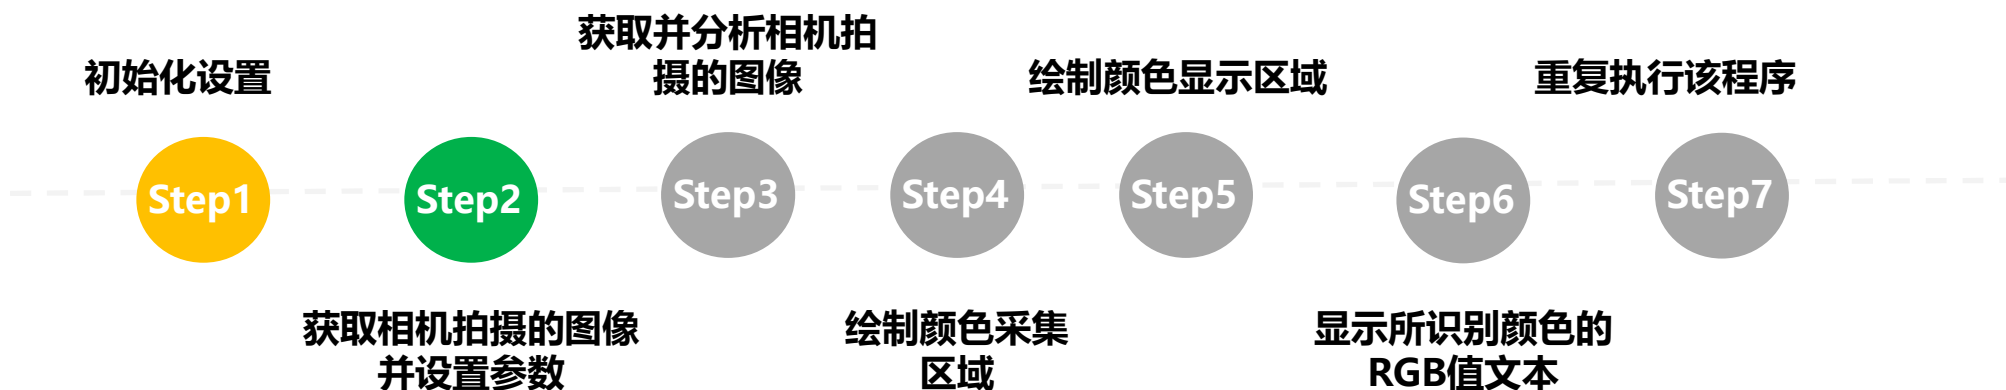 获取并分析相机拍
摄的图像
初始化设置
绘制颜色显示区域
重复执行该程序
Step1
Step2
Step3
Step4
Step5
Step6
Step7
获取相机拍摄的图像
并设置参数
绘制颜色采集
区域
显示所识别颜色的
RGB值文本